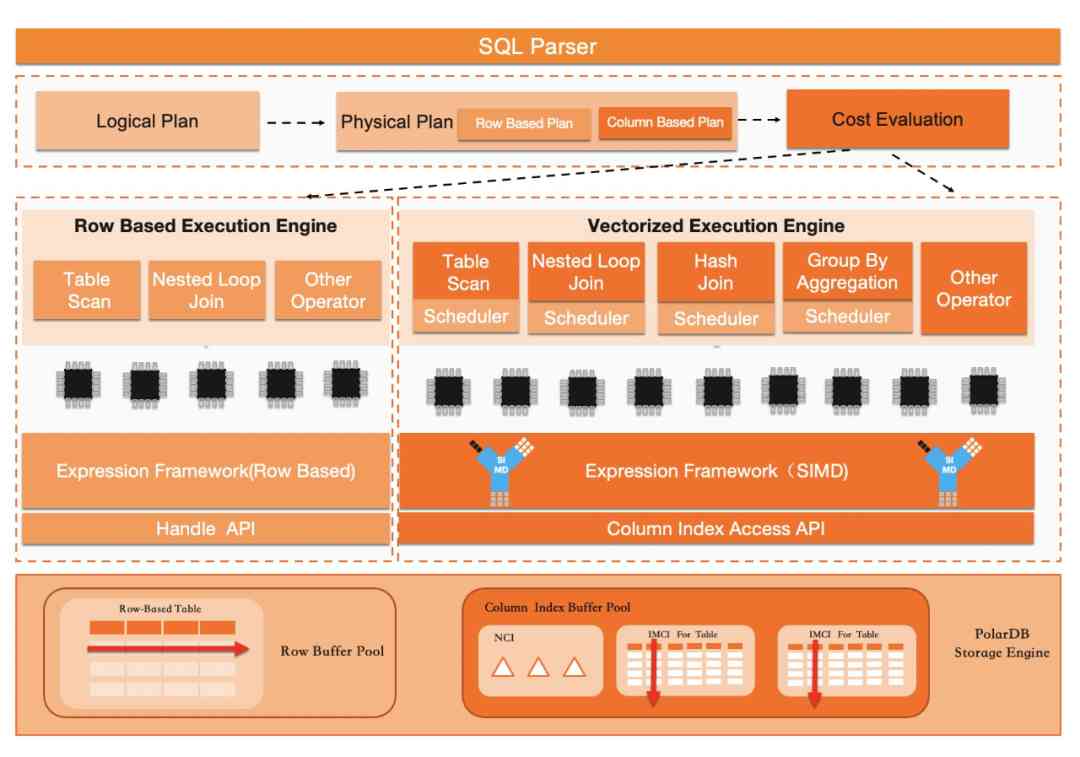 SQL Parser
Logical Plan
Physical Plan
Row Based Plan
Column Based Plan
Cost Evaluation
Row Based Execution Engine
Table
Scan
Nested Loop
Join
Other
Operator
Vectorized Execution Engine
Table
Scan
Scheduler
Nested Loop
Join
Scheduler
Hash
Join
Scheduler
Group By
Aggregation
Scheduler
Other
Operator
Expression Framework(Row Based)
Handle API
SI
MD
Expression Framework（SIMD)
SI
MD
Column Index Access API
Row-Based Table
Row Buffer Pool
Column Index Buffer Pool
NCI
IMCI For Table
IMCI For Table
PolarDB
Storage Engine